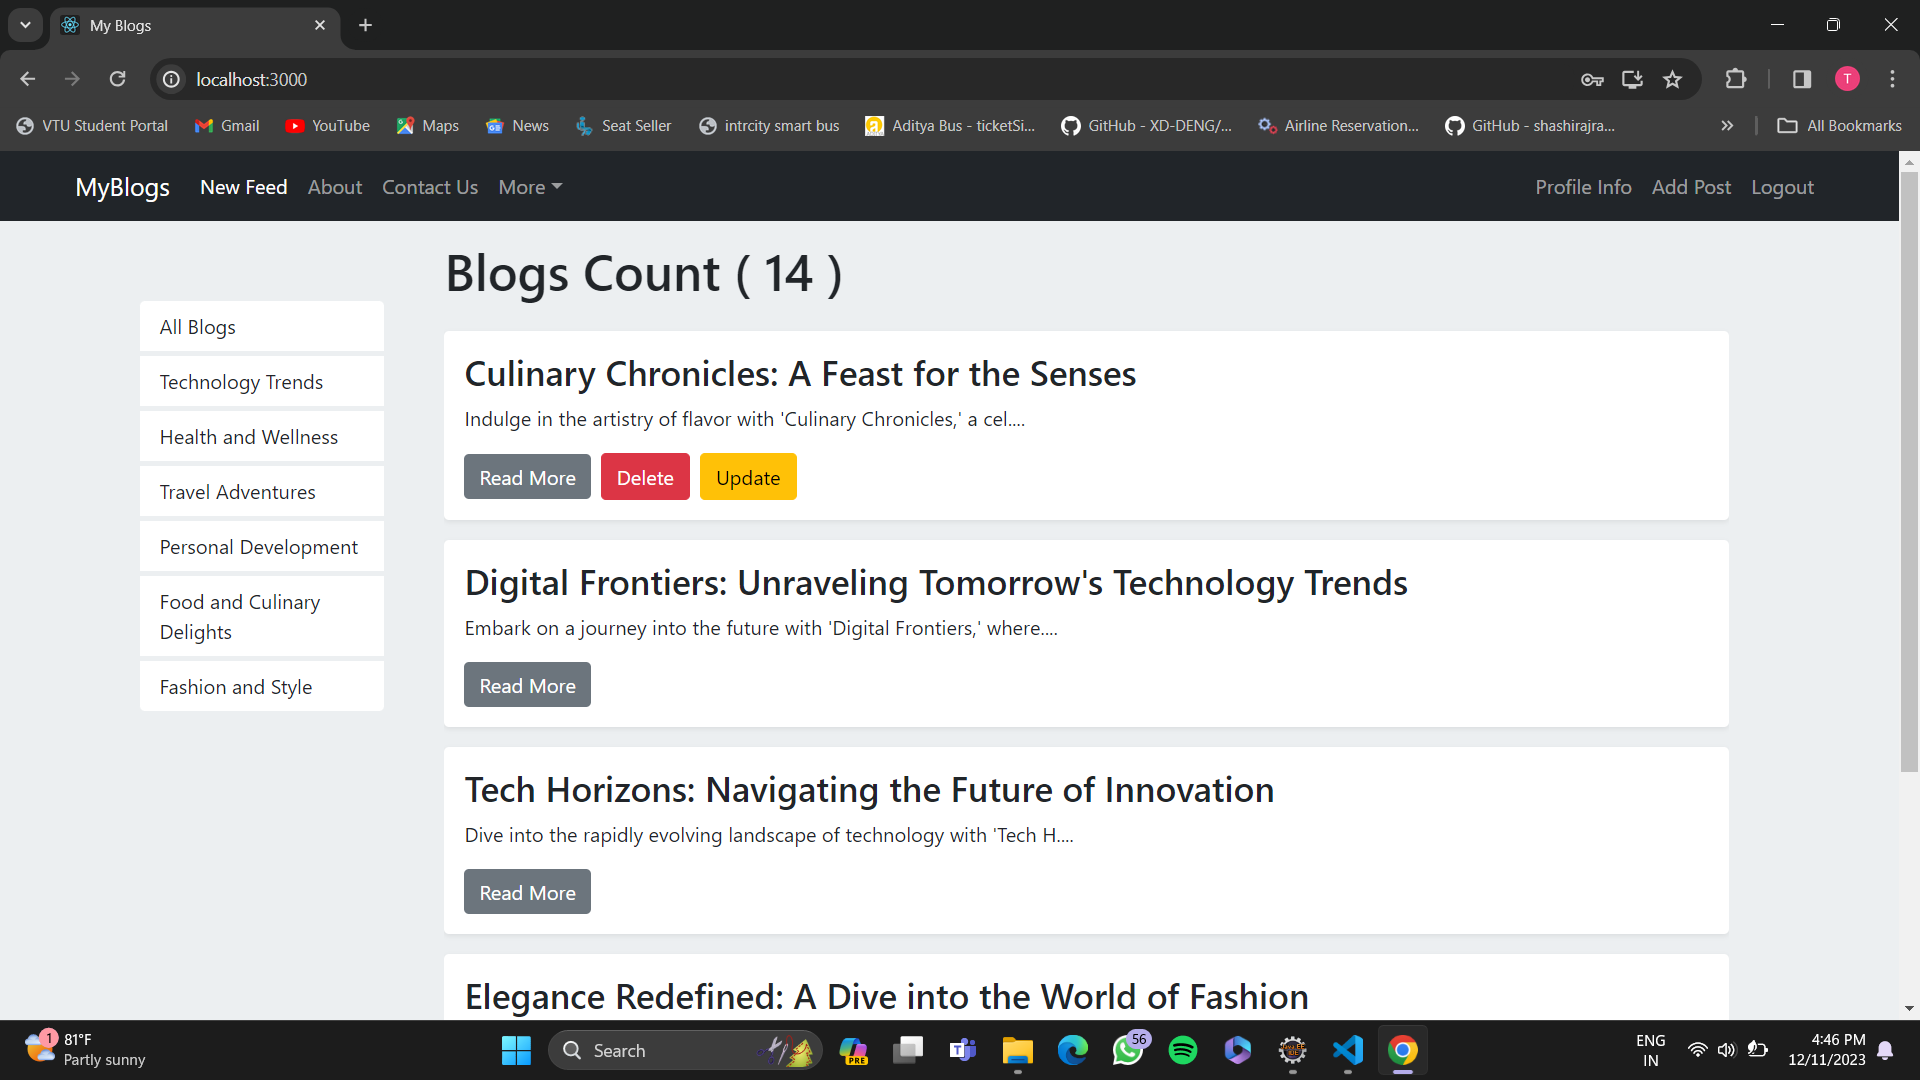 My Blogs
localhost:3000
T
VTU Student Portal
Gmail
YouTube
Maps
News
Seat Seller
intrcity smart bus
Aditya Bus - ticketSi...
GitHub - XD-DENG/...
Airline Reservation...
GitHub - shashirajra...
All Bookmarks
MyBlogs
New Feed
About
Contact Us
More
Profile Info
Add Post
Logout
Blogs Count ( 14 )
All Blogs
Technology Trends
Health and Wellness
Travel Adventures
Personal Development
Food and Culinary
Delights
Fashion and Style
Culinary Chronicles: A Feast for the Senses
Indulge in the artistry of flavor with 'Culinary Chronicles,' a cel....
Read More
Delete
Update
Digital Frontiers: Unraveling Tomorrow's Technology Trends
Embark on a journey into the future with 'Digital Frontiers,' where....
Read More
Tech Horizons: Navigating the Future of Innovation
Dive into the rapidly evolving landscape of technology with 'Tech H....
Read More
Elegance Redefined: A Dive into the World of Fashion
1
81°F
Partly sunny
Search
PRE
56
ENG
IN
4:46 PM
12/11/2023